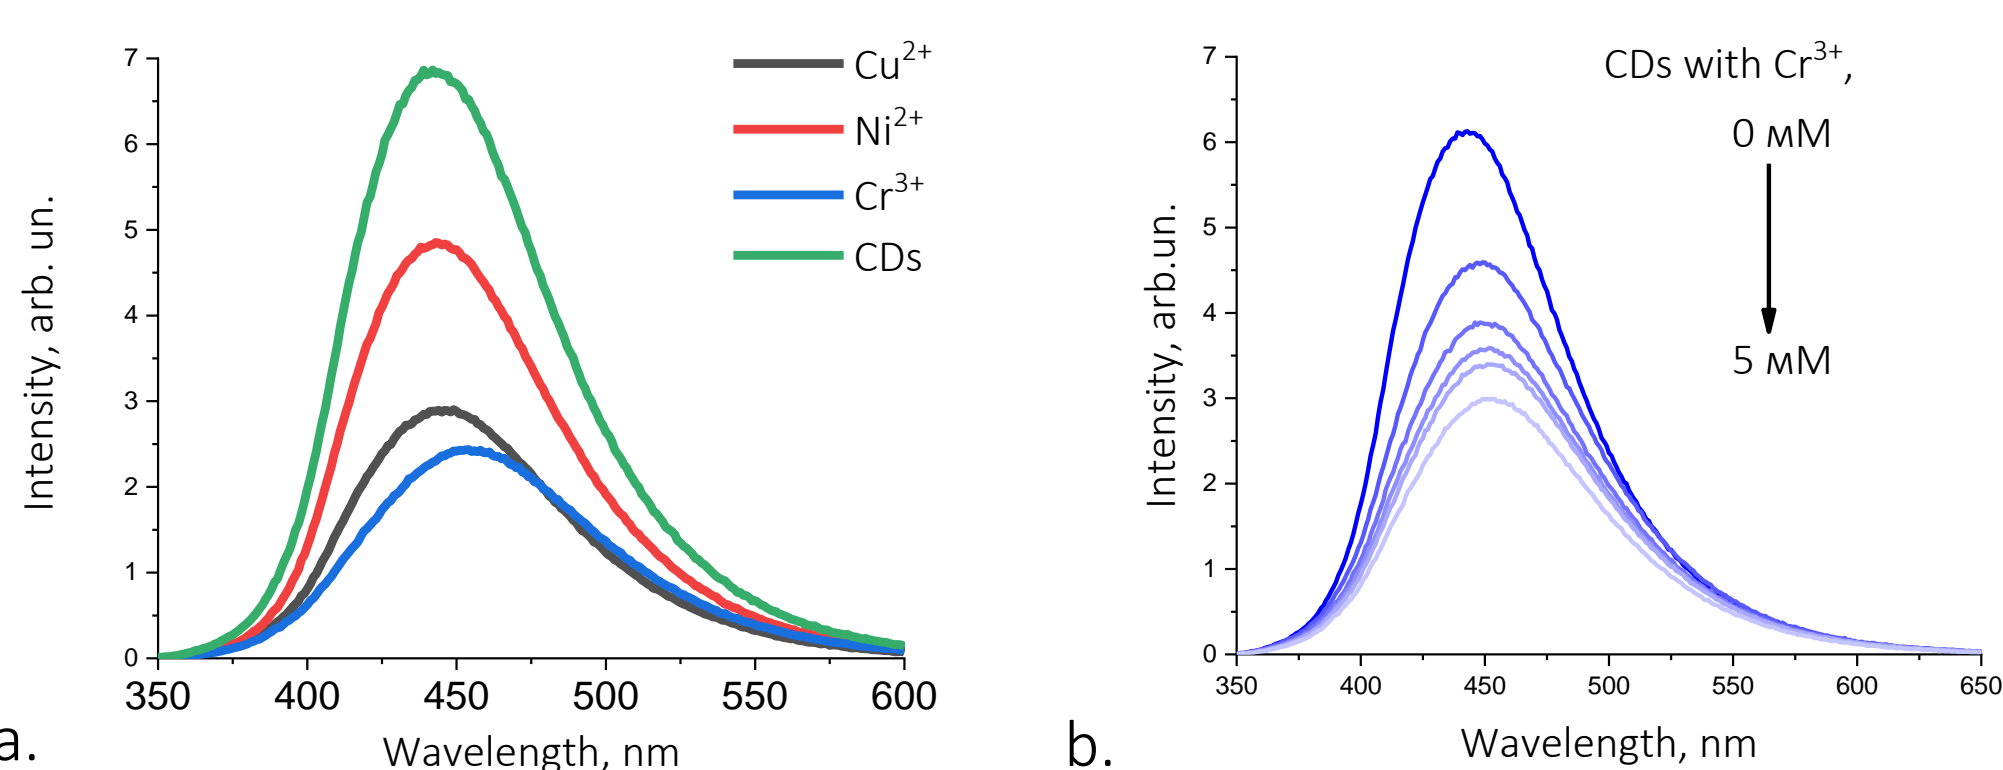 7
6
5
4
3
2
1
0
350 400 450 500 550 600
Intensity, arb. un.
Wavelength, nm
Cu²⁺
Ni²⁺
Cr³⁺
CDs
a.
7
6
5
4
3
2
1
0
350 400 450 500 550 600 650
Intensity, arb.un.
Wavelength, nm
CDs with Cr³⁺,
0 мМ
5 мМ
b.